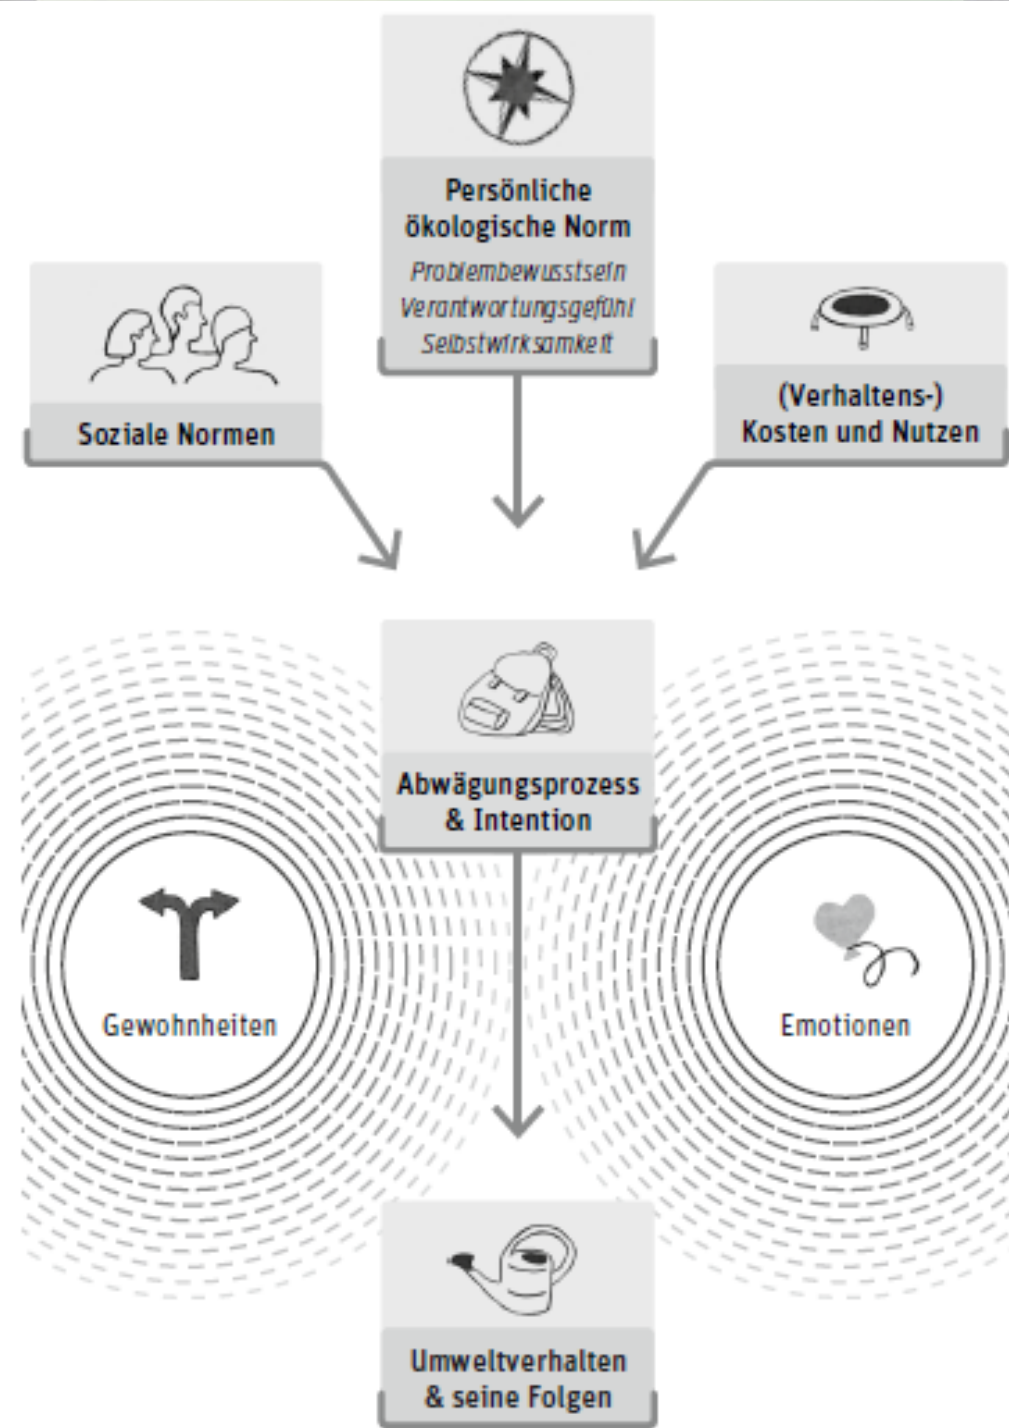 Persönliche
ökologische Norm
Problembewusstsein
Verantwortungsgefühl
Selbstwirksamkeit
Soziale Normen
(Verhaltens-)
Kosten und Nutzen
Abwägungsprozess
& Intention
Gewohnheiten
Emotionen
Umweltverhalten
& seine Folgen